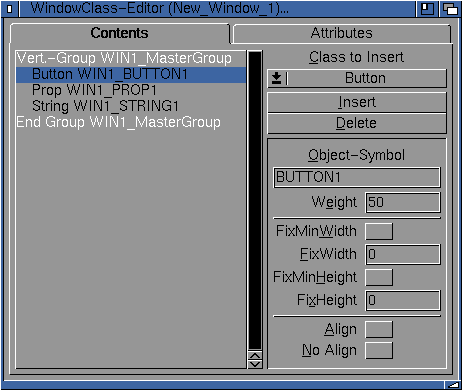 WindowClass-Editor (New_Window_1)...
Contents
Attributes
Vert.-Group WIN1_MasterGroup
Button WIN1_BUTTON1
Prop WIN1_PROP1
String WIN1_STRING1
End Group WIN1_MasterGroup
Class to Insert
Button
Insert
Delete
Object-Symbol
BUTTON1
Weight 50
FixMinWidth
FixWidth 0
FixMinHeight
FixHeight 0
Align
No Align